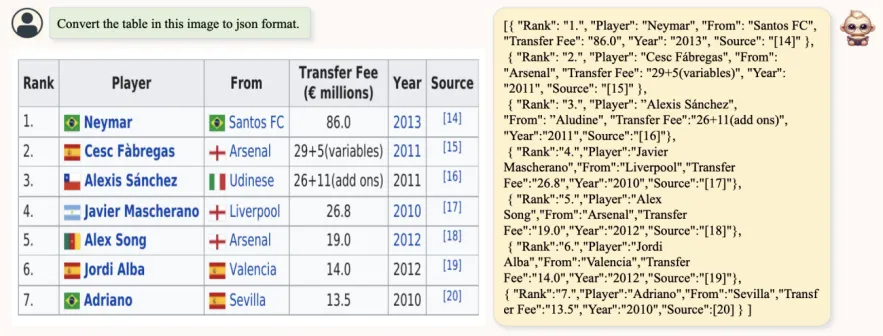 Convert the table in this image to json format.
Rank Player From Transfer Fee (€ millions) Year Source
1. Neymar Santos FC 86.0 2013 [14]
2. Cesc Fàbregas Arsenal 29+5(variables) 2011 [15]
3. Alexis Sánchez Udinese 26+11(add ons) 2011 [16]
4. Javier Mascherano Liverpool 26.8 2010 [17]
5. Alex Song Arsenal 19.0 2012 [18]
6. Jordi Alba Valencia 14.0 2012 [19]
7. Adriano Sevilla 13.5 2010 [20]
[{ "Rank": "1.", "Player": "Neymar", "From": "Santos FC",
"Transfer Fee": "86.0", "Year": "2013", "Source": "[14]" },
{ "Rank": "2.", "Player": "Cesc Fábregas", "From":
"Arsenal", "Transfer Fee": "29+5(variables)", "Year":
"2011", "Source": "[15]" },
{ "Rank": "3.", "Player": ”Alexis Sánchez”,
"From": ”Aludine”, "Transfer Fee":"26+11(add ons)",
"Year":"2011","Source":"[16]"},
{ "Rank":"4.","Player":"Javier
Mascherano","From":"Liverpool","Transfer
Fee":"26.8","Year":"2010","Source":"[17]"},
{ "Rank":"5.","Player":"Alex
Song","From":"Arsenal","Transfer
Fee":"19.0","Year":"2012","Source":"[18]"},
{ "Rank":"6.","Player":"Jordi
Alba","From":"Valencia","Transfer
Fee":"14.0","Year":"2012","Source":"[19]"},
{ "Rank":"7.","Player":"Adriano","From":"Sevilla","Transf
er Fee":"13.5","Year":"2010","Source":[20] } ]